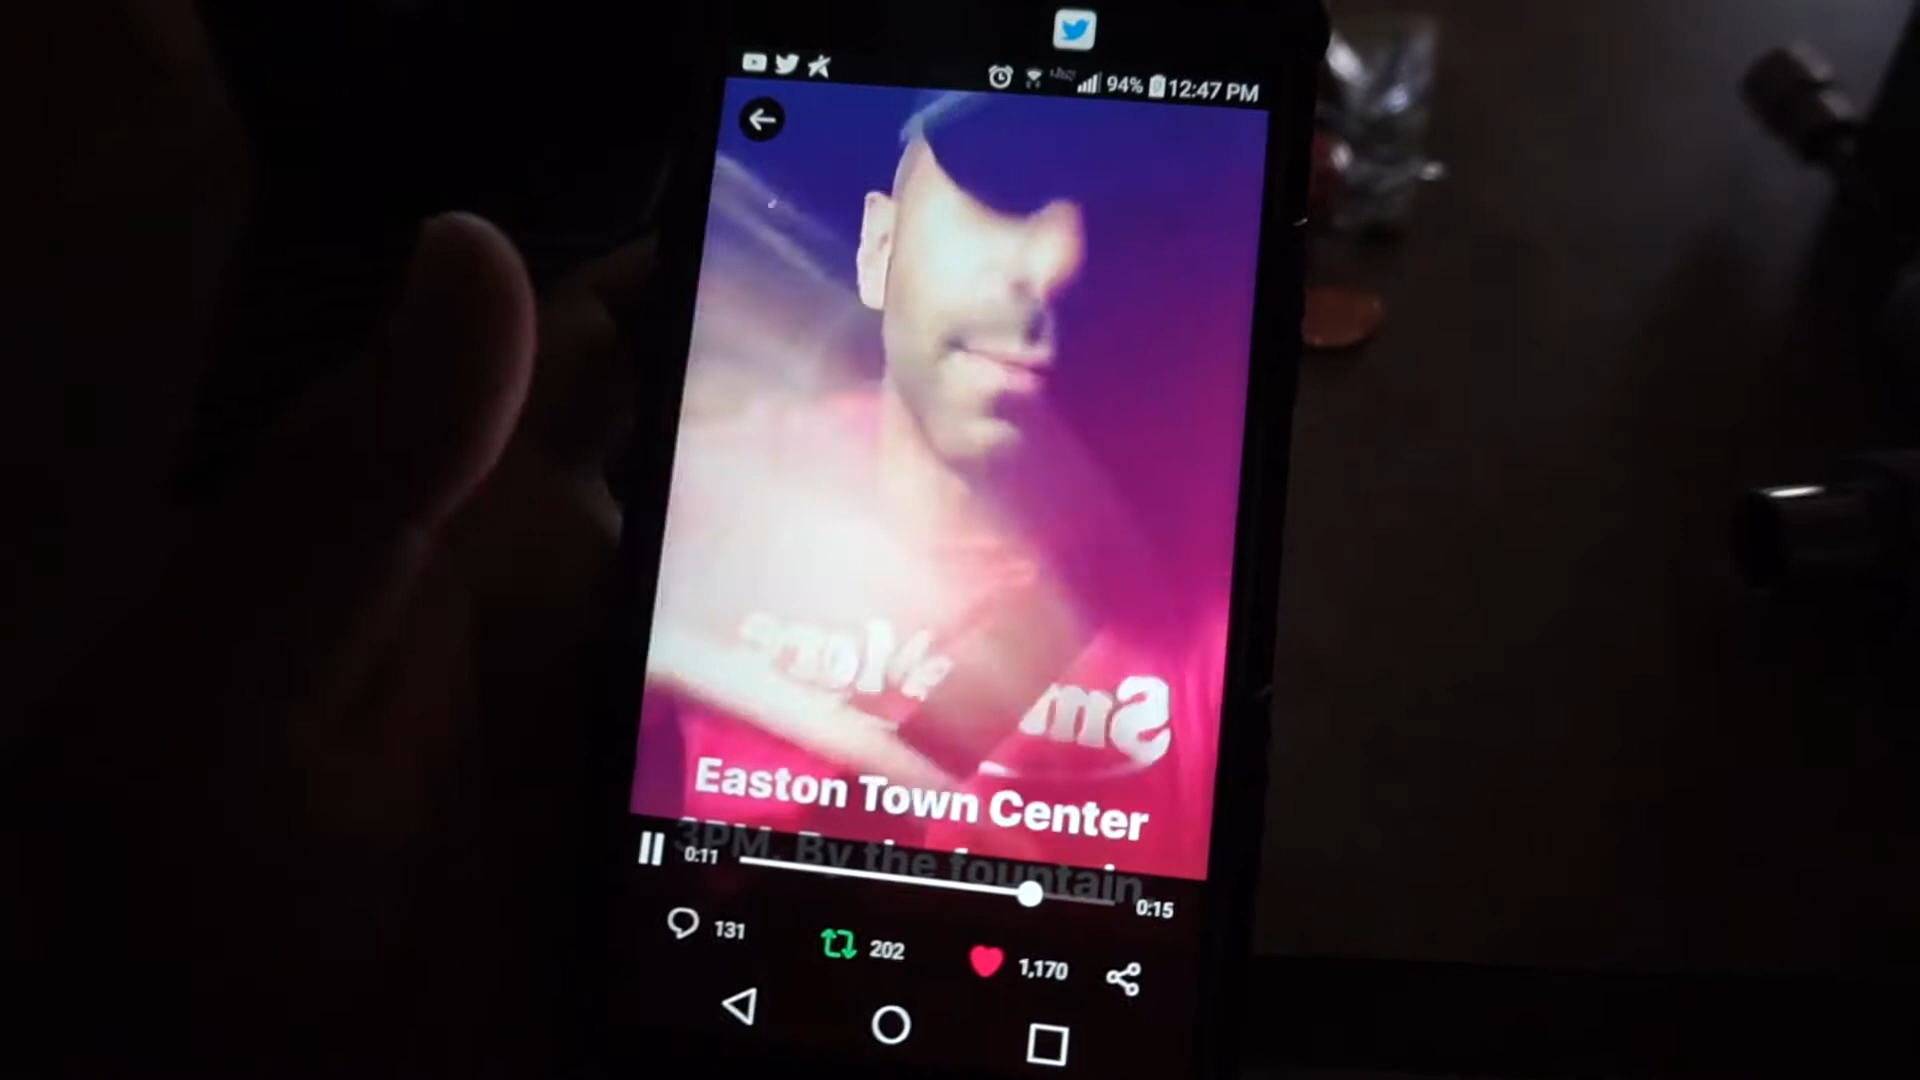 94% 12:47 PM
Easton Town Center
3PM. By the fountain.
0:11
0:15
131
202
1,170